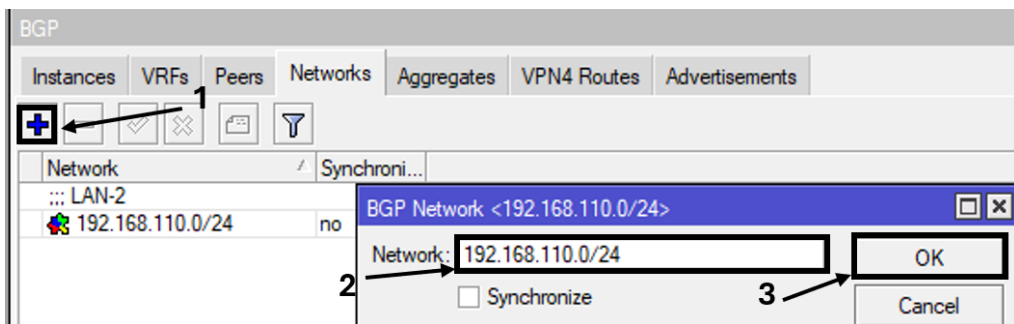 BGP
Instances VRFs Peers Networks Aggregates VPN4 Routes Advertisements
1
Network Synchroni...
;;; LAN-2
192.168.110.0/24 no
BGP Network <192.168.110.0/24>
Network: 192.168.110.0/24 OK
2 Synchronize 3 Cancel